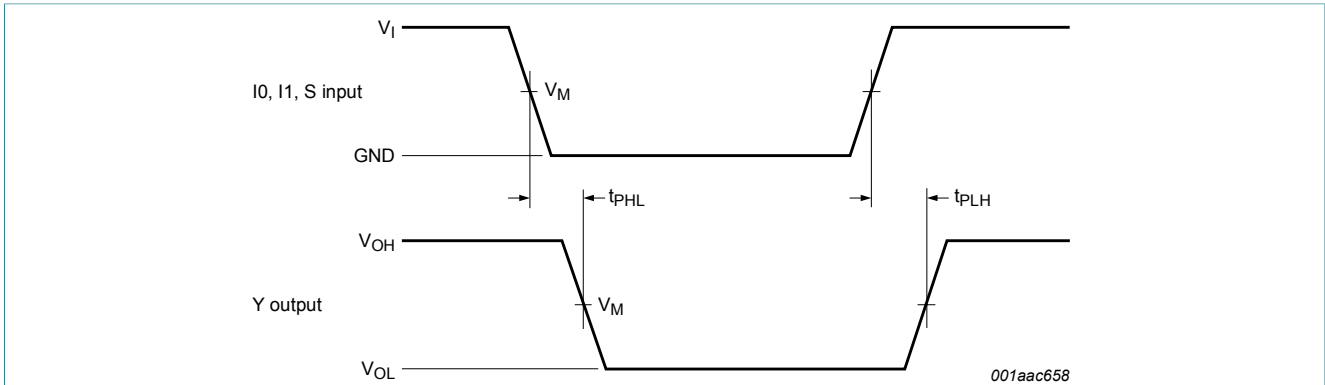 V_I
I0, I1, S input
V_M
GND
t_PHL
t_PLH
V_OH
Y output
V_M
V_OL
001aac658